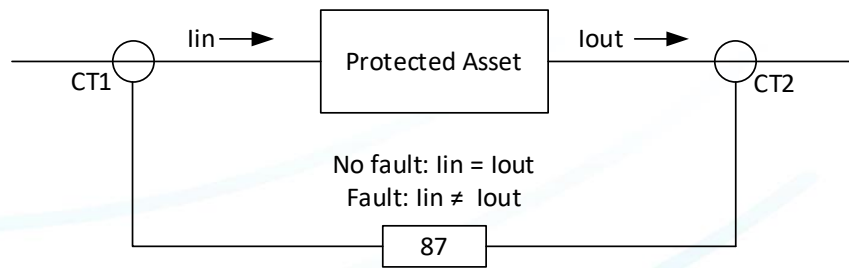 Iin
Iout
Protected Asset
CT1
CT2
No fault: Iin = Iout
Fault: Iin ≠ Iout
87